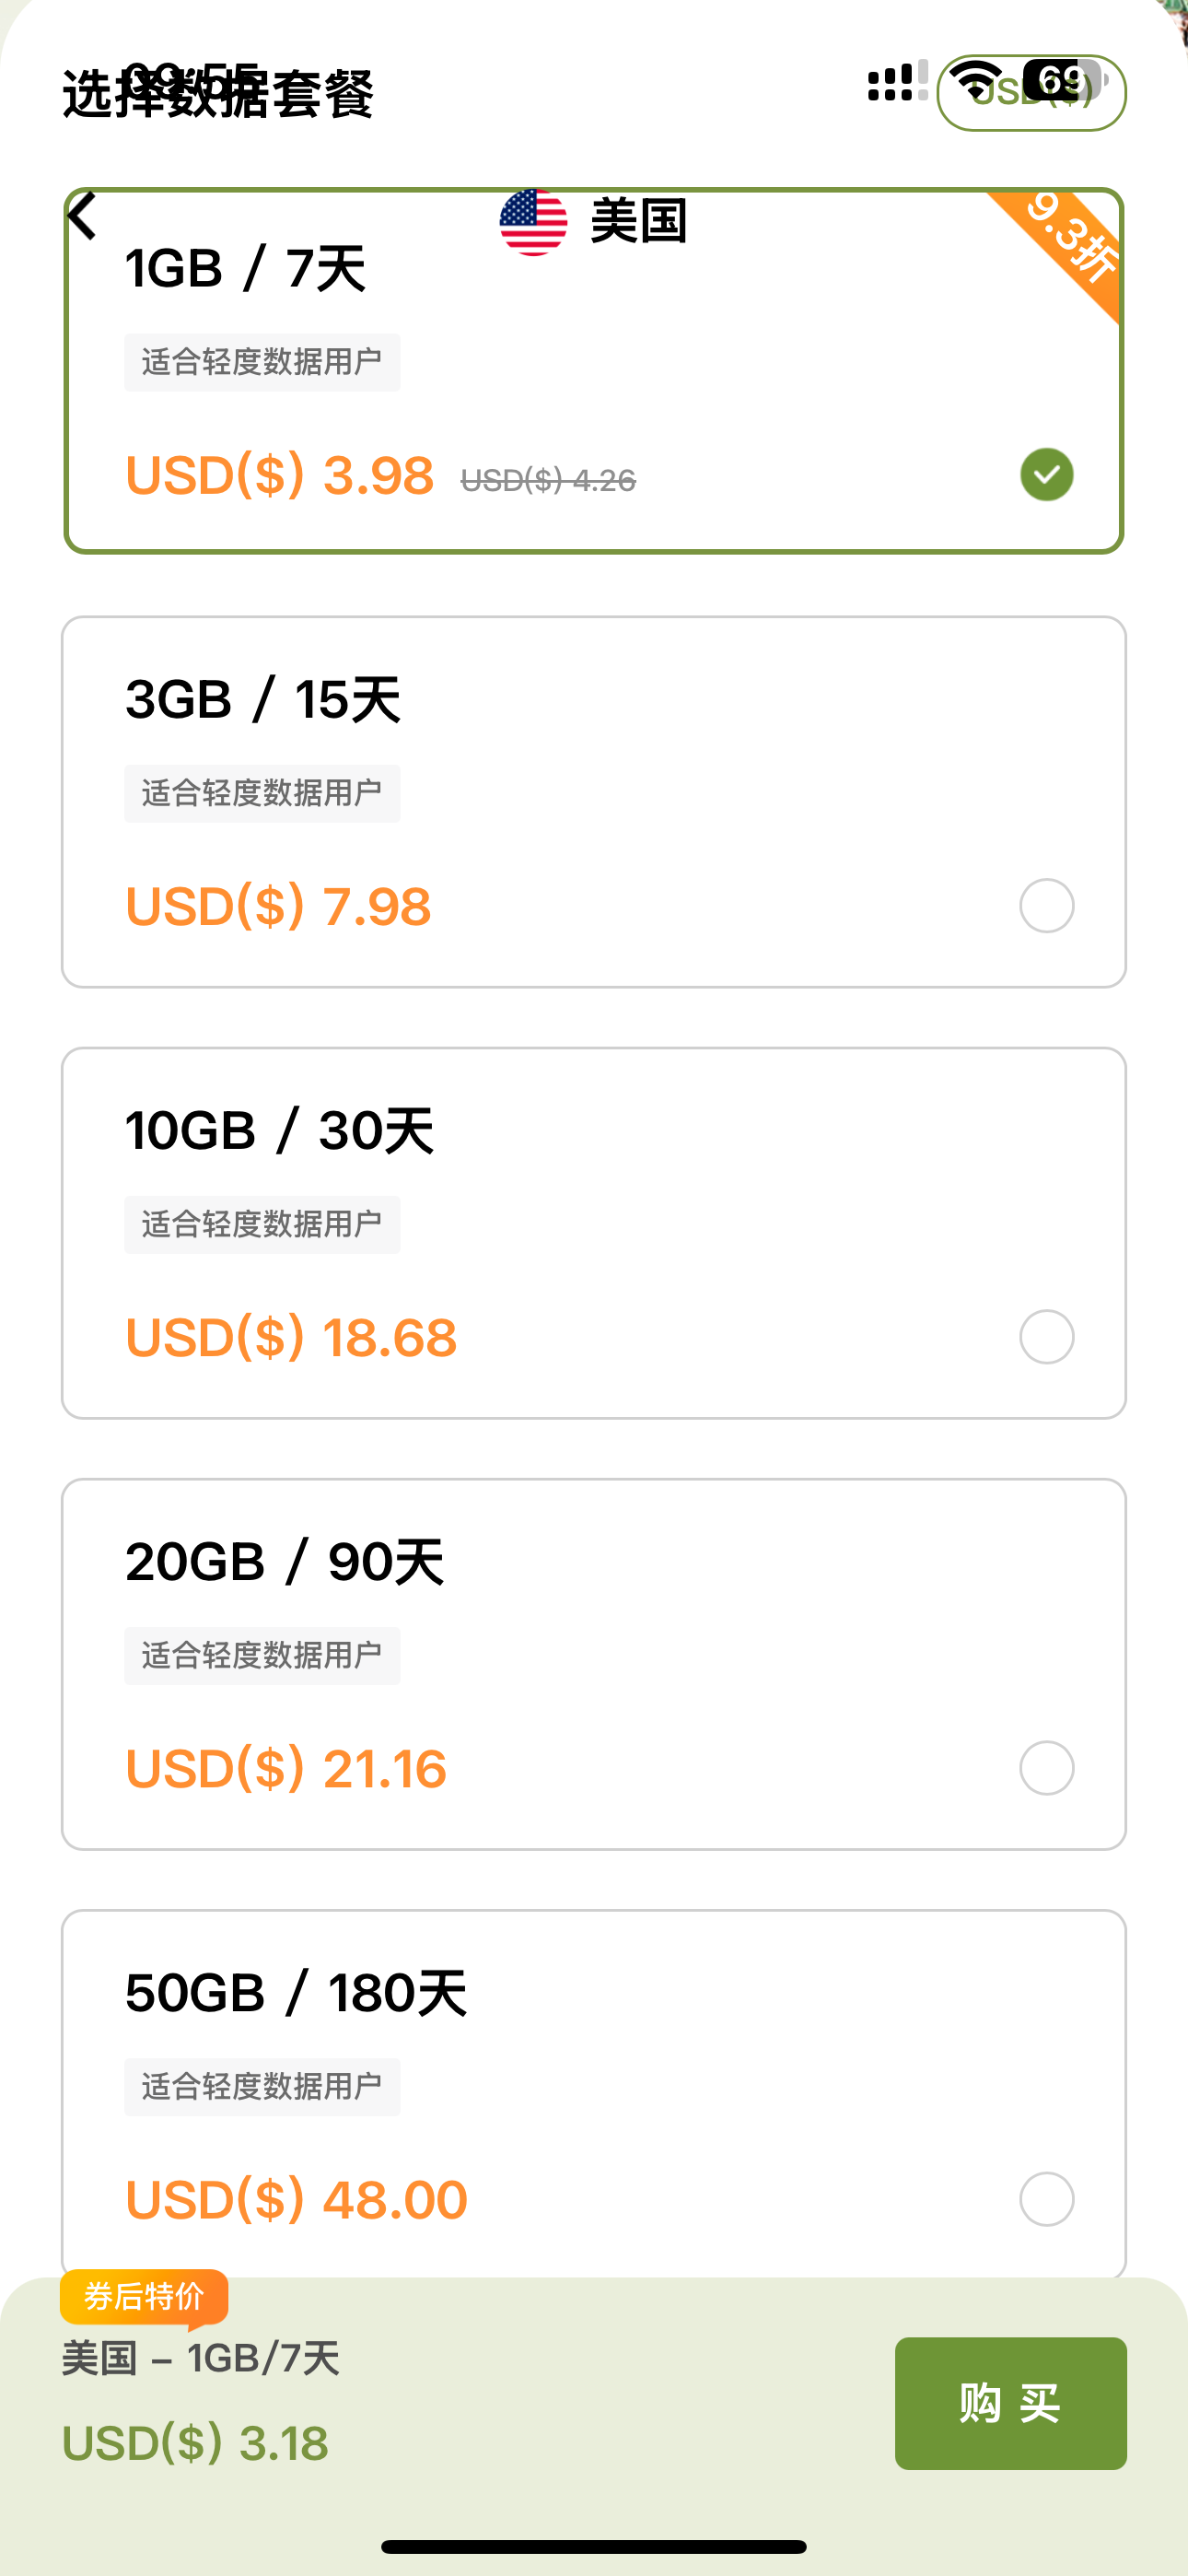 09:55
选择数据套餐
USD($)
69
美国
9.3折
1GB / 7天
适合轻度数据用户
USD($) 3.98 USD($) 4.26
3GB / 15天
适合轻度数据用户
USD($) 7.98
10GB / 30天
适合轻度数据用户
USD($) 18.68
20GB / 90天
适合轻度数据用户
USD($) 21.16
50GB / 180天
适合轻度数据用户
USD($) 48.00
券后特价
美国 – 1GB/7天
USD($) 3.18
购 买